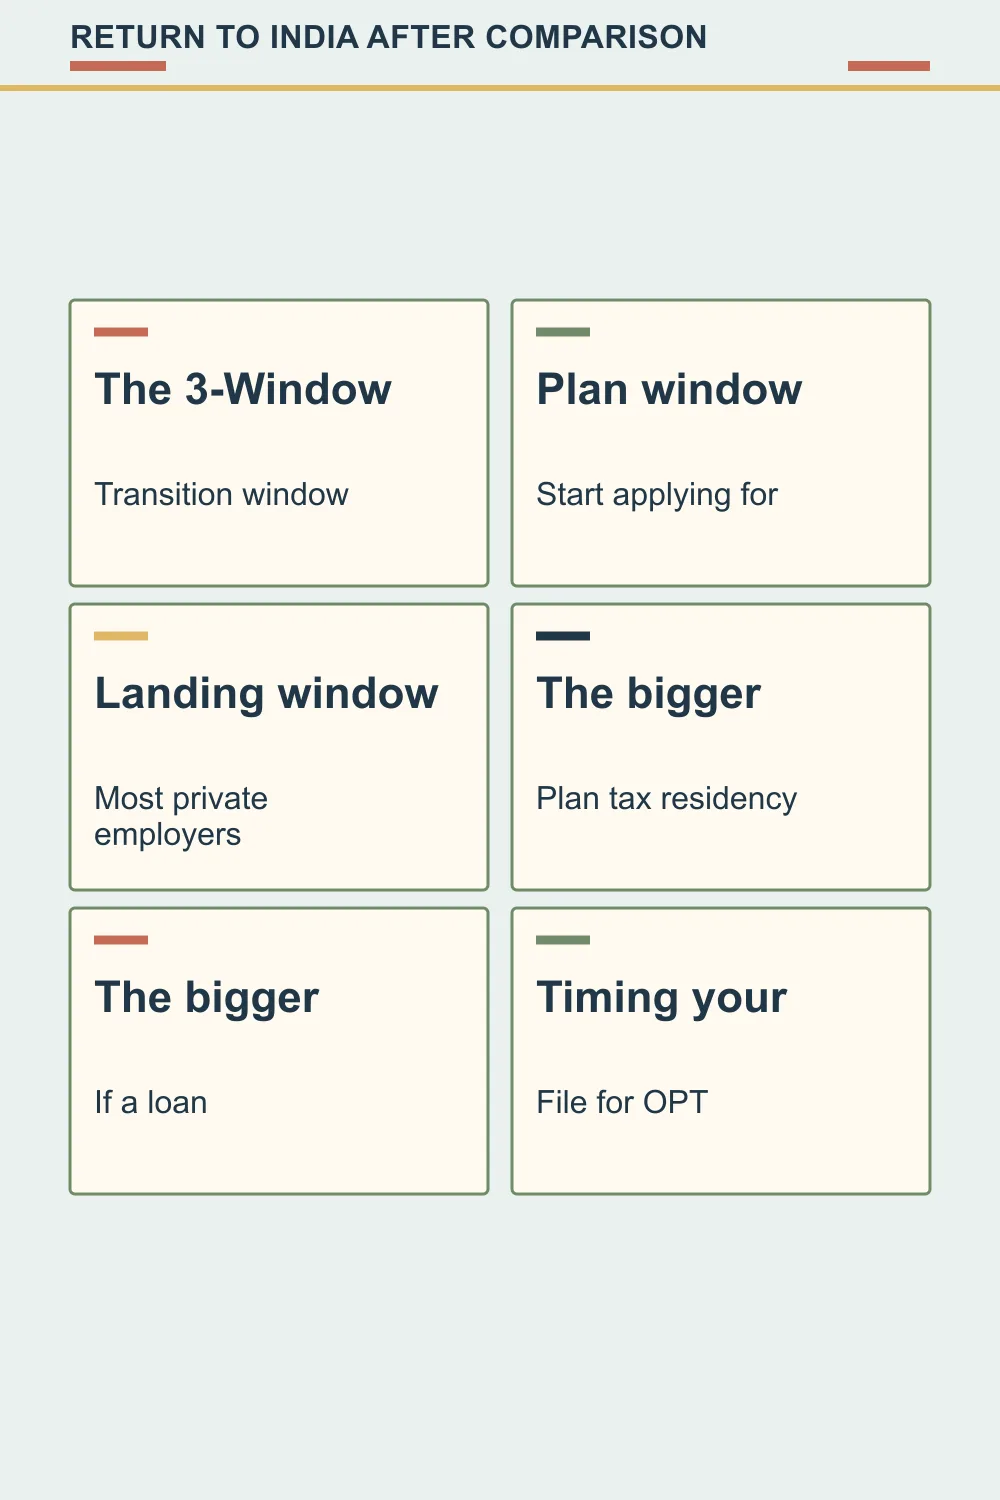 RETURN TO INDIA AFTER COMPARISON
The 3-Window
Transition window
Plan window
Start applying for
Landing window
Most private
employers
The bigger
Plan tax residency
The bigger
If a loan
Timing your
File for OPT